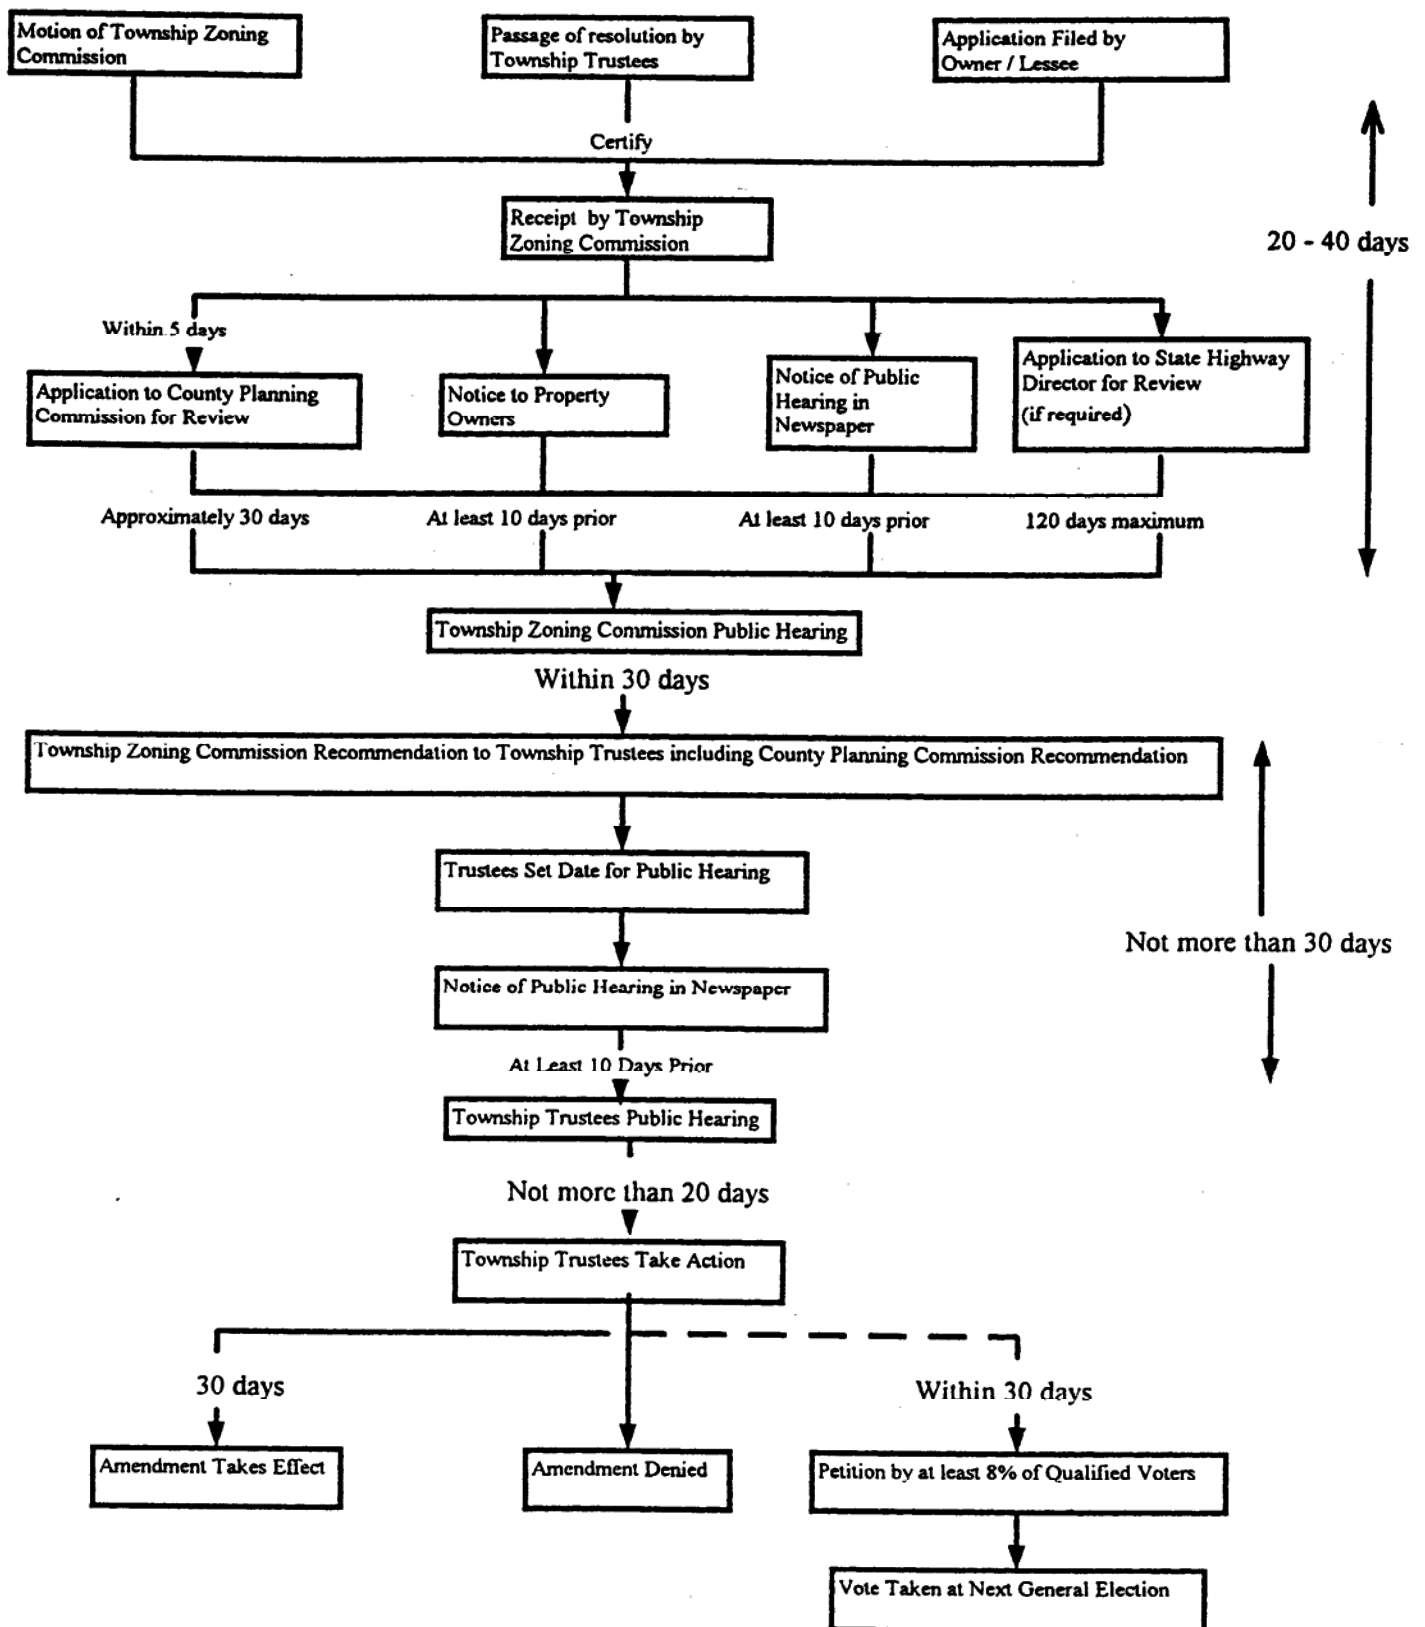 Motion of Township Zoning
Commission
Passage of resolution by
Township Trustees
Application Filed by
Owner / Lessee
Certify
Receipt by Township
Zoning Commission
20 - 40 days
Within 5 days
Application to County Planning
Commission for Review
Notice to Property
Owners
Notice of Public
Hearing in
Newspaper
Application to State Highway
Director for Review
(if required)
Approximately 30 days
At least 10 days prior
At least 10 days prior
120 days maximum
Township Zoning Commission Public Hearing
Within 30 days
Township Zoning Commission Recommendation to Township Trustees including County Planning Commission Recommendation
Trustees Set Date for Public Hearing
Not more than 30 days
Notice of Public Hearing in Newspaper
At Least 10 Days Prior
Township Trustees Public Hearing
Not more than 20 days
Township Trustees Take Action
30 days
Within 30 days
Amendment Takes Effect
Amendment Denied
Petition by at least 8% of Qualified Voters
Vote Taken at Next General Election